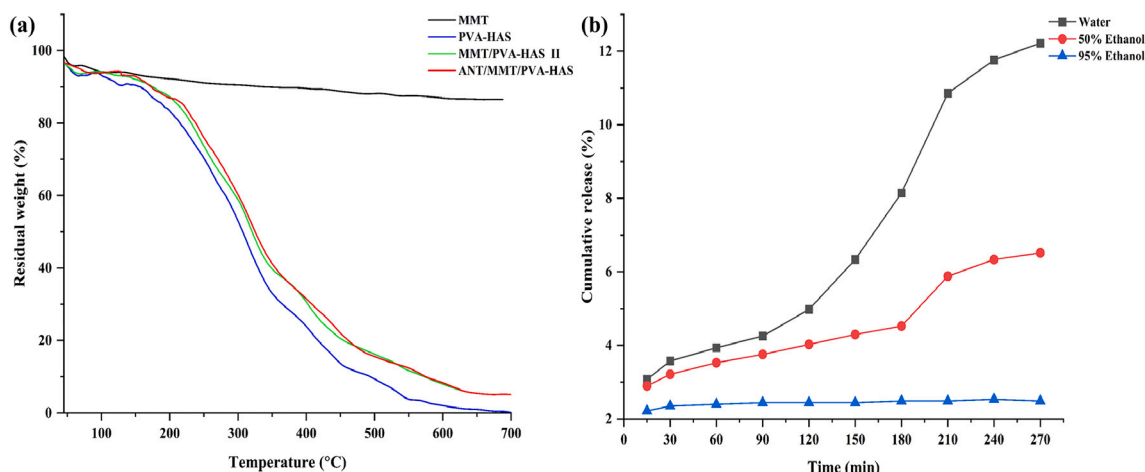 (a)
MMT
PVA-HAS
MMT/PVA-HAS II
ANT/MMT/PVA-HAS
100
80
60
40
20
0
Residual weight (%)
100 200 300 400 500 600 700
Temperature (°C)
(b)
Water
50% Ethanol
95% Ethanol
12
10
8
6
4
2
Cumulative release (%)
0 30 60 90 120 150 180 210 240 270
Time (min)